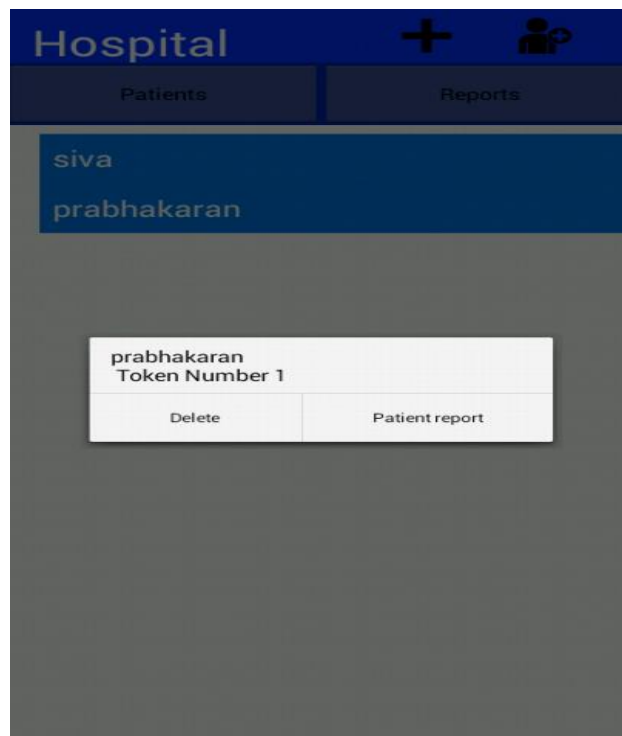 Hospital
Patients Reports
siva
prabhakaran
prabhakaran
Token Number 1
Delete Patient report